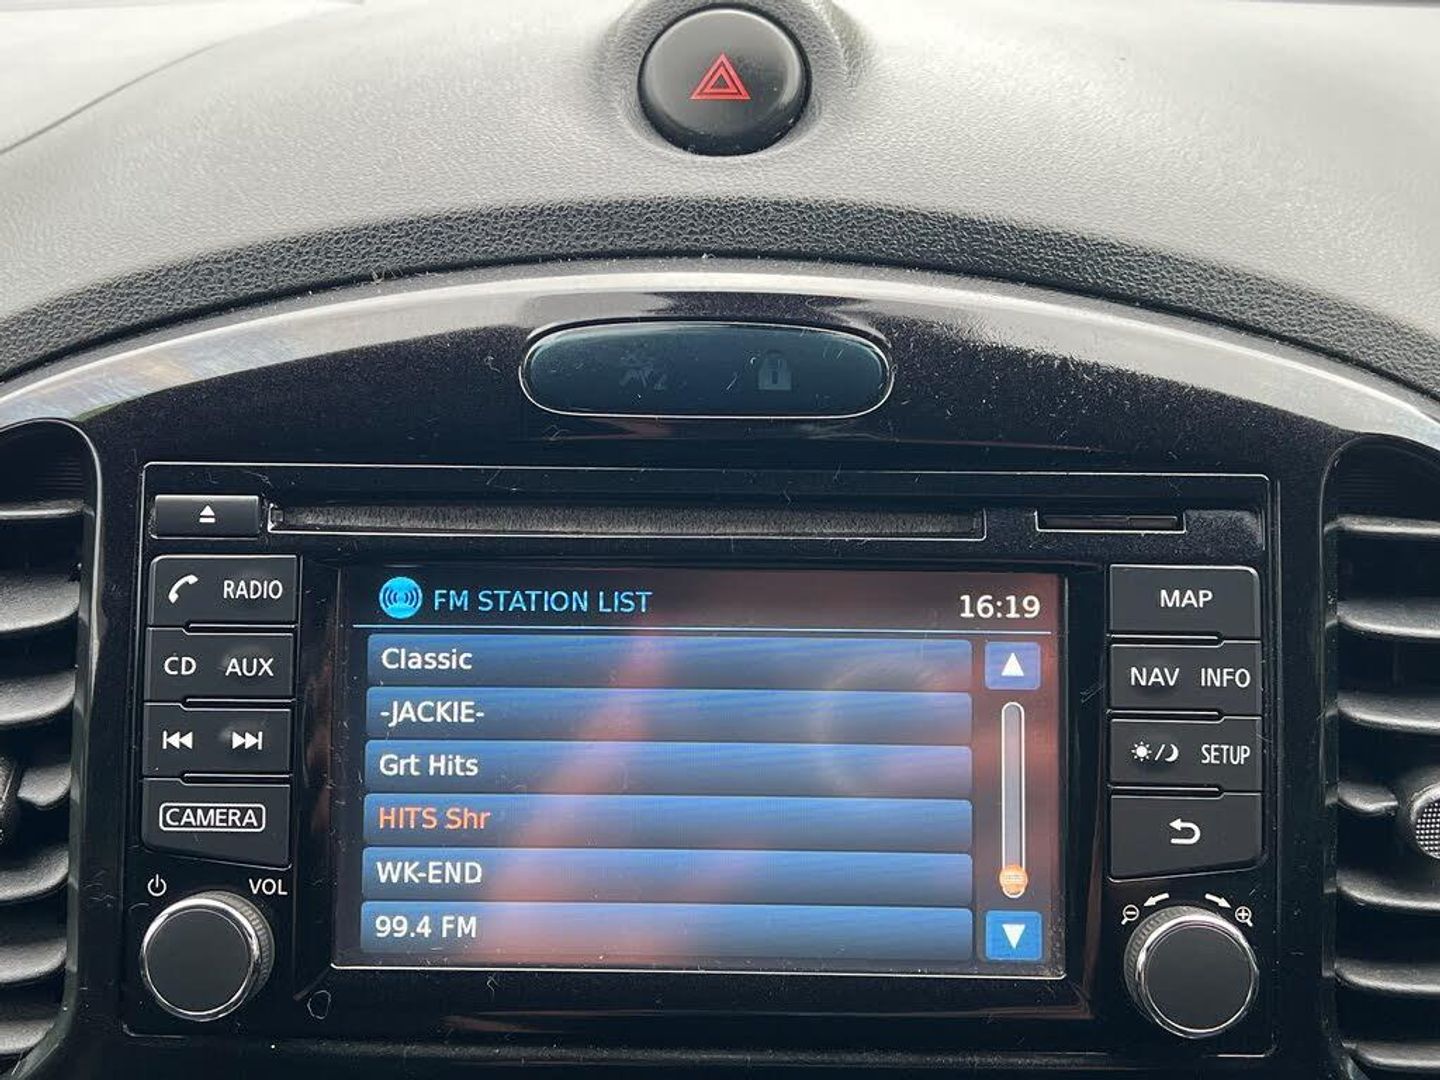 RADIO
CD AUX
CAMERA
VOL
FM STATION LIST 16:19
Classic
-JACKIE-
Grt Hits
HITS Shr
WK-END
99.4 FM
MAP
NAV INFO
SETUP